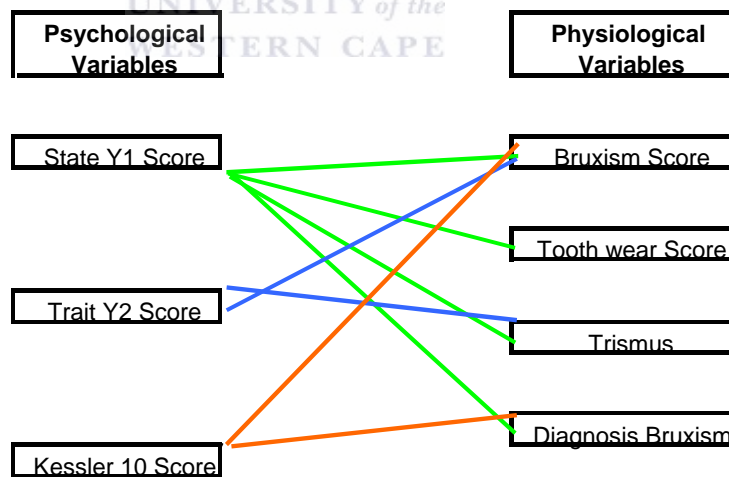 UNIVERSITY of the
WESTERN CAPE
Psychological
Variables
Physiological
Variables
State Y1 Score
Bruxism Score
Tooth wear Score
Trait Y2 Score
Trismus
Diagnosis Bruxism
Kessler 10 Score